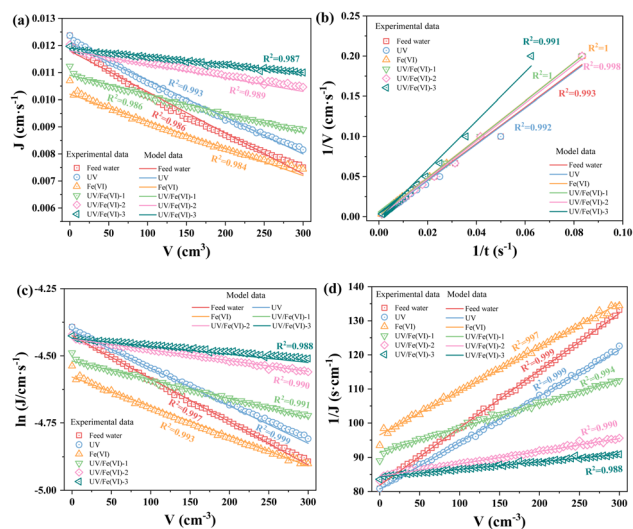 (a)
0.013
0.012
0.011
0.010
0.009
0.008
0.007
0.006
J (cm·s⁻¹)
R²=0.987
R²=0.989
R²=0.993
R²=0.986
R²=0.986
R²=0.984
Experimental data
Feed water
UV
Fe(VI)
UV/Fe(VI)-1
UV/Fe(VI)-2
UV/Fe(VI)-3
Model data
Feed water
UV
Fe(VI)
UV/Fe(VI)-1
UV/Fe(VI)-2
UV/Fe(VI)-3
0 50 100 150 200 250 300
V (cm³)
(b)
0.25
0.20
0.15
0.10
0.05
0.00
1/V (cm⁻³)
Experimental data
Feed water
UV
Fe(VI)
UV/Fe(VI)-1
UV/Fe(VI)-2
UV/Fe(VI)-3
R²=0.991
R²=1
R²=1
R²=0.998
R²=0.993
R²=0.992
Model data
Feed water
UV
Fe(VI)
UV/Fe(VI)-1
UV/Fe(VI)-2
UV/Fe(VI)-3
0.00 0.02 0.04 0.06 0.08 0.10
1/t (s⁻¹)
(c)
-4.25
-4.50
-4.75
-5.00
ln (J/cm·s⁻¹)
Model data
Feed water
UV
Fe(VI)
UV/Fe(VI)-1
UV/Fe(VI)-2
UV/Fe(VI)-3
R²=0.988
R²=0.990
R²=0.991
R²=0.997
R²=0.999
R²=0.993
Experimental data
Feed water
UV
Fe(VI)
UV/Fe(VI)-1
UV/Fe(VI)-2
UV/Fe(VI)-3
0 50 100 150 200 250 300
V (cm⁻³)
(d)
140
130
120
110
100
90
80
1/J (s·cm⁻¹)
Experimental data
Feed water
UV
Fe(VI)
UV/Fe(VI)-1
UV/Fe(VI)-2
UV/Fe(VI)-3
Model data
Feed water
UV
Fe(VI)
UV/Fe(VI)-1
UV/Fe(VI)-2
UV/Fe(VI)-3
R²=997
R²=0.999
R²=0.999
R²=0.994
R²=0.990
R²=0.988
0 50 100 150 200 250 300
V (cm⁻³)